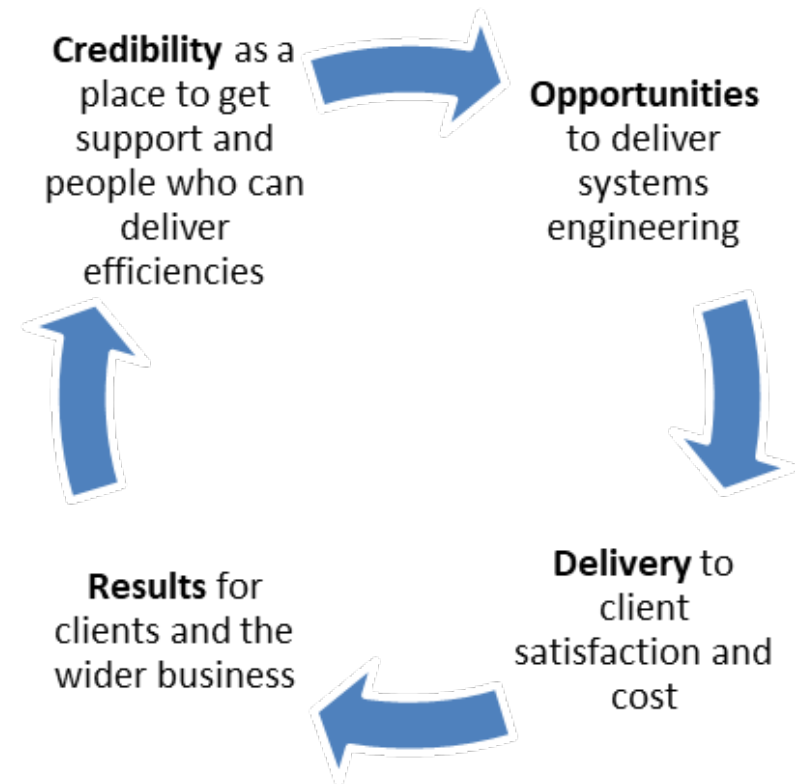 Credibility as a
place to get
support and
people who can
deliver
efficiencies
Opportunities
to deliver
systems
engineering
Delivery to
client
satisfaction and
cost
Results for
clients and the
wider business